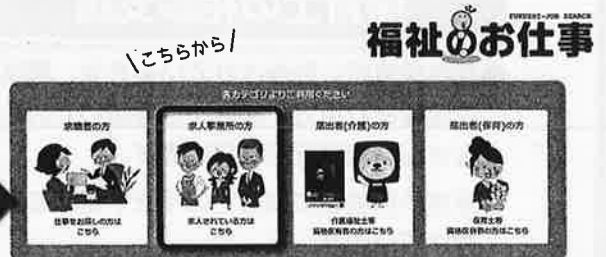 FUKUSHI-JOB SEARCH
福祉のお仕事
\こちらから/
各カテゴリよりご利用ください
求職者の方
求人事業所の方
届出者(介護)の方
届出者(保育)の方
仕事をお探しの方は
こちら
求人されている方は
こちら
介護福祉士等
資格保有者の方はこちら
保育士等
資格保有者の方はこちら